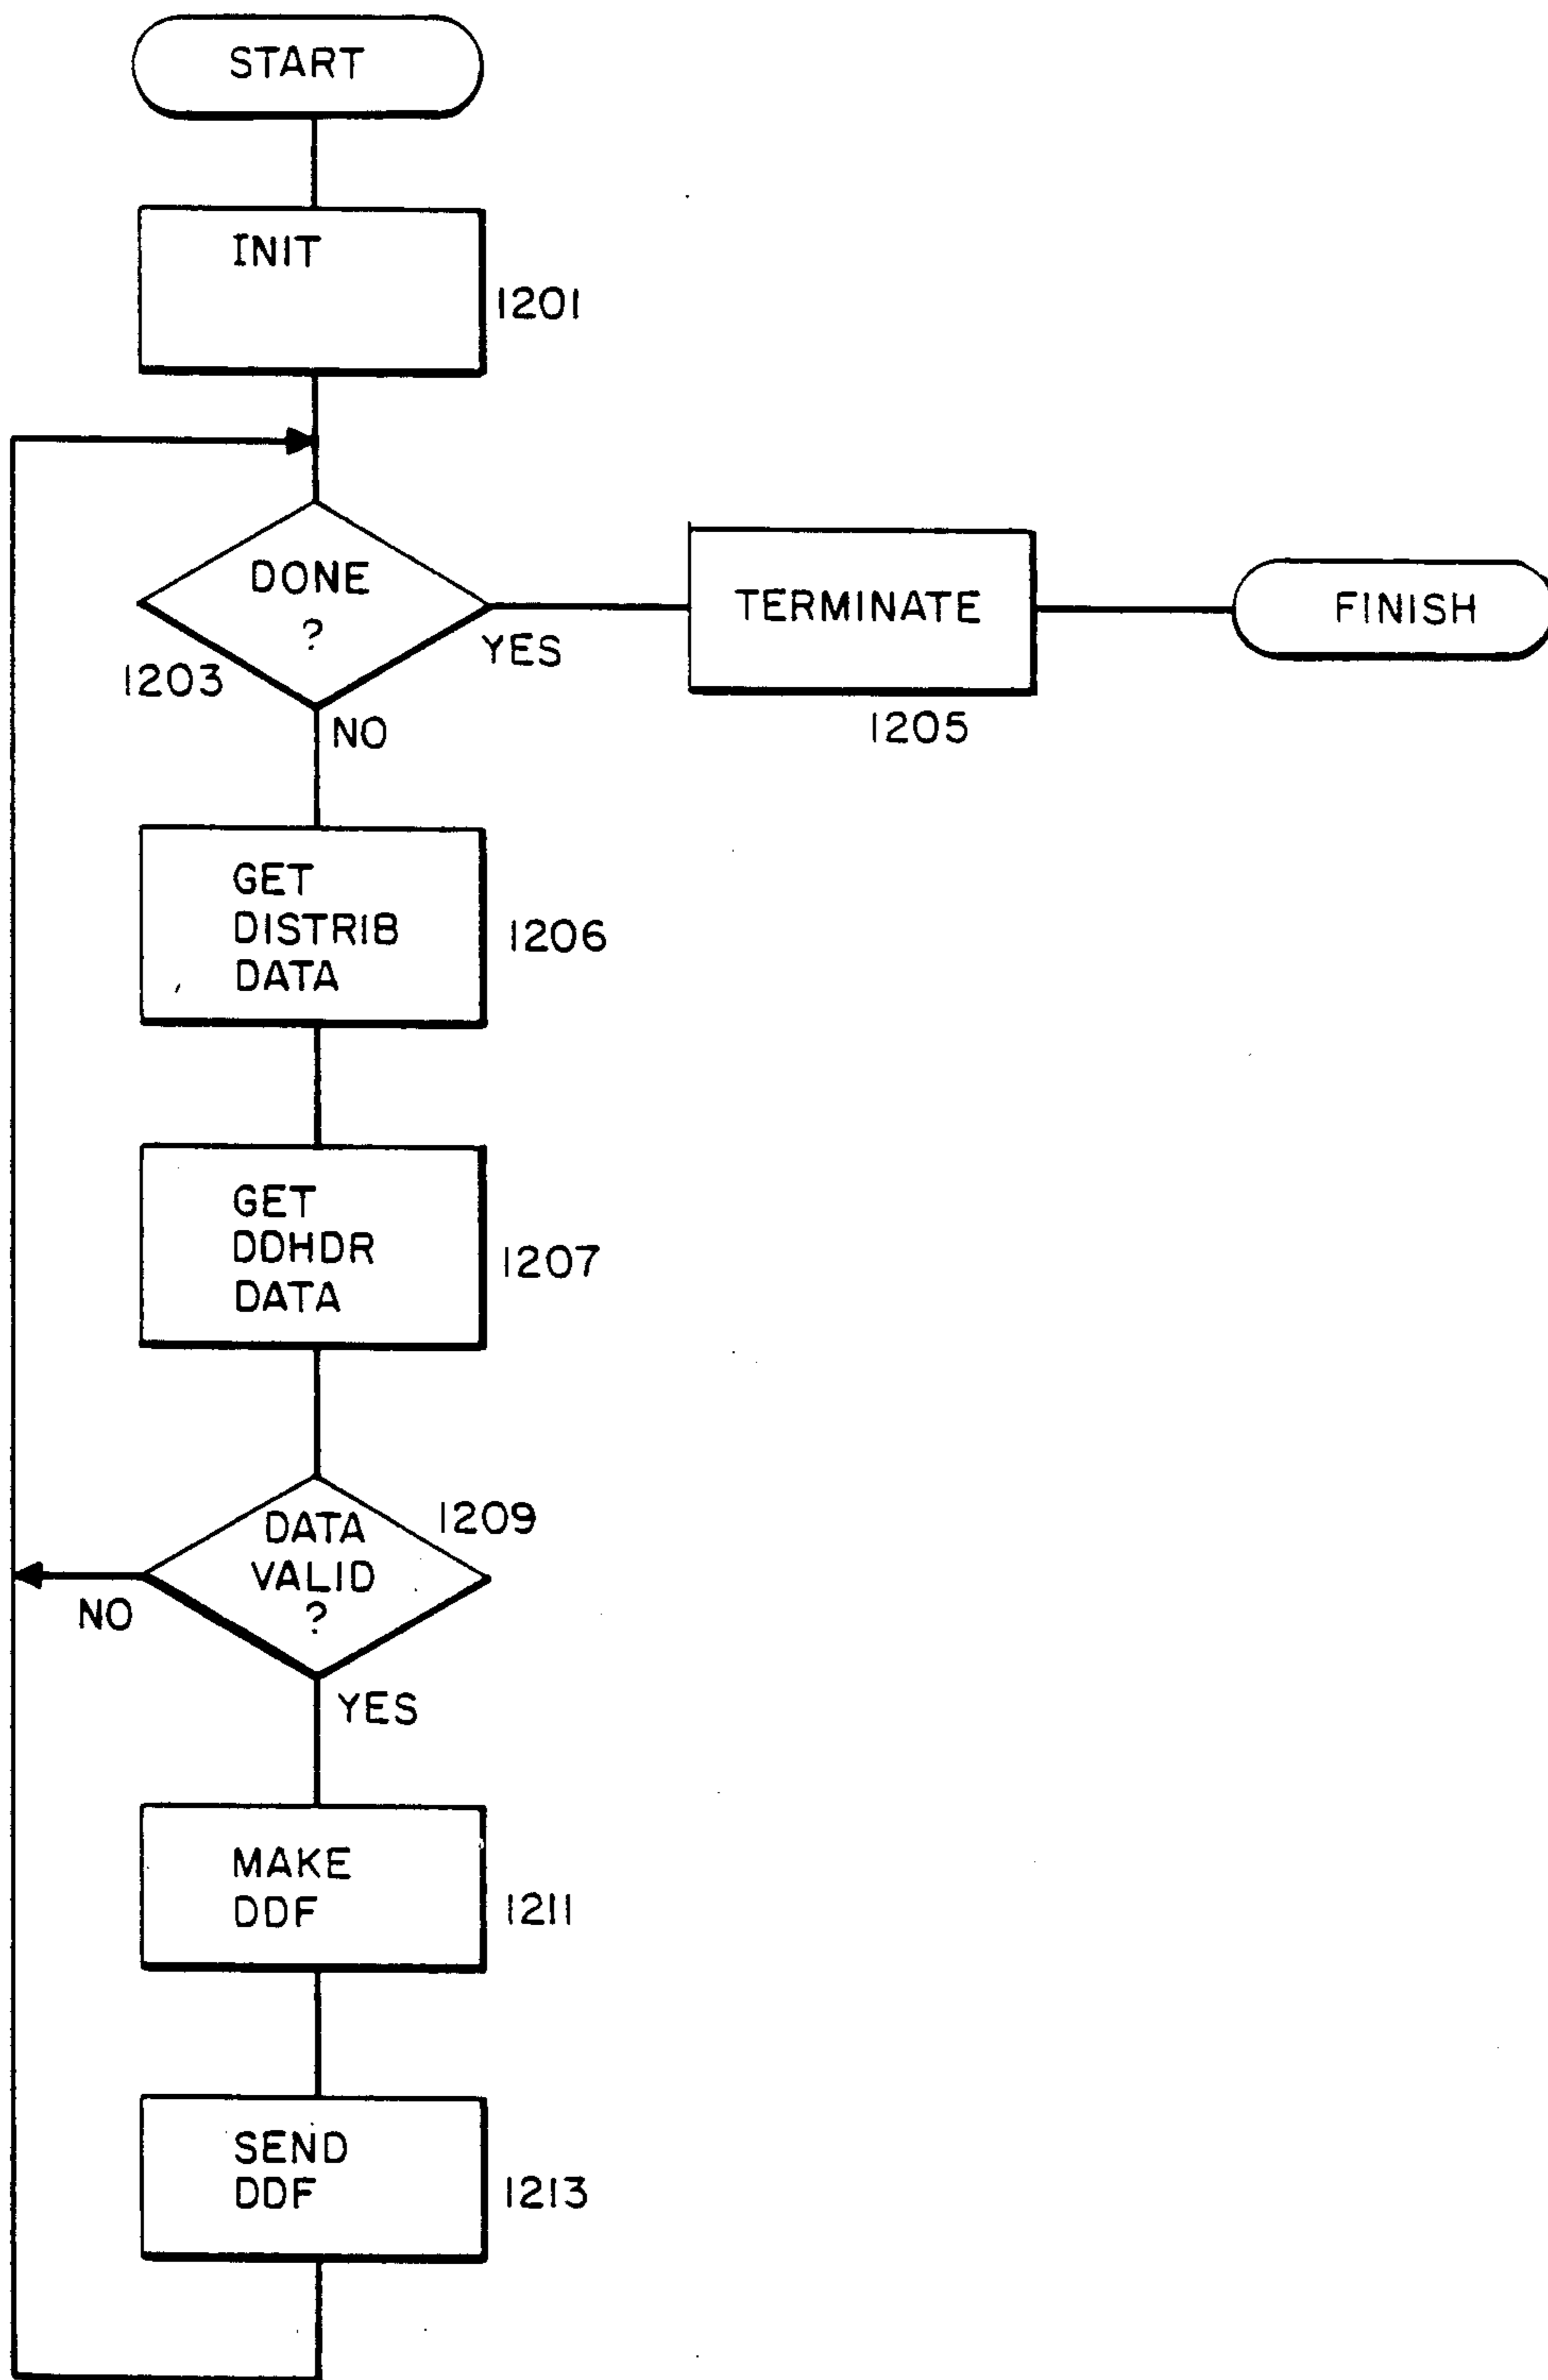 START
INIT
1201
DONE
?
1203
YES
NO
TERMINATE
1205
FINISH
GET
DISTRIB
DATA
1206
GET
DDHDR
DATA
1207
DATA
VALID
?
1209
NO
YES
MAKE
DDF
1211
SEND
DDF
1213